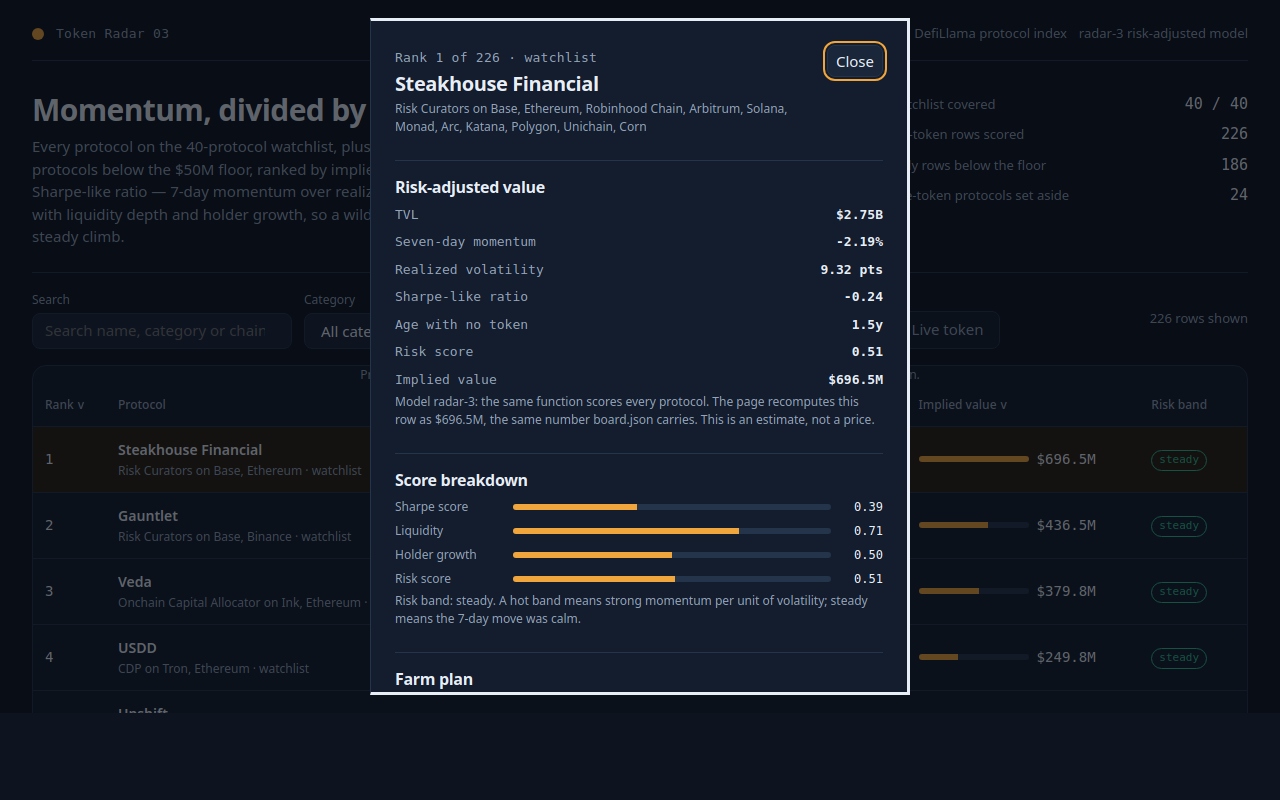 Token Radar 03
DefiLlama protocol index radar-3 risk-adjusted model
Momentum, divided by
Every protocol on the 40-protocol watchlist, plus
protocols below the $50M floor, ranked by implie
Sharpe-like ratio — 7-day momentum over realiz
with liquidity depth and holder growth, so a wild
steady climb.
chlist covered 40 / 40
-token rows scored 226
y rows below the floor 186
-token protocols set aside 24
Search
Search name, category or chain
Category
All cate
Live token
226 rows shown
Rank v Protocol Implied value v Risk band
1 Steakhouse Financial $696.5M steady
Risk Curators on Base, Ethereum · watchlist
2 Gauntlet $436.5M steady
Risk Curators on Base, Binance · watchlist
3 Veda $379.8M steady
Onchain Capital Allocator on Ink, Ethereum ·
4 USDD $249.8M steady
CDP on Tron, Ethereum · watchlist
Upshift
Rank 1 of 226 · watchlist
Close
Steakhouse Financial
Risk Curators on Base, Ethereum, Robinhood Chain, Arbitrum, Solana,
Monad, Arc, Katana, Polygon, Unichain, Corn
Risk-adjusted value
TVL $2.75B
Seven-day momentum -2.19%
Realized volatility 9.32 pts
Sharpe-like ratio -0.24
Age with no token 1.5y
Risk score 0.51
Implied value $696.5M
Model radar-3: the same function scores every protocol. The page recomputes this
row as $696.5M, the same number board.json carries. This is an estimate, not a price.
Score breakdown
Sharpe score 0.39
Liquidity 0.71
Holder growth 0.50
Risk score 0.51
Risk band: steady. A hot band means strong momentum per unit of volatility; steady
means the 7-day move was calm.
Farm plan